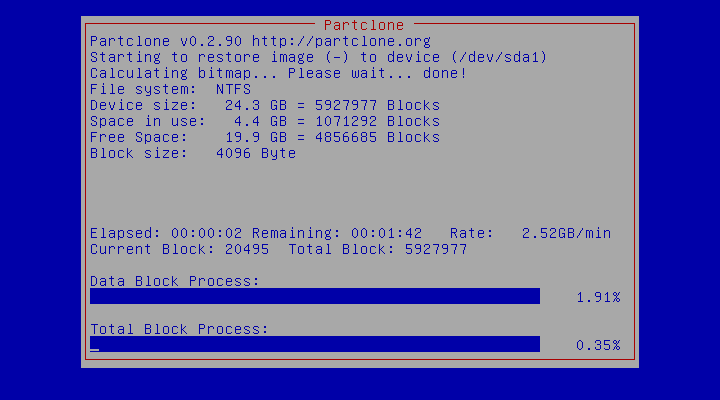 Partclone
Partclone v0.2.90 http://partclone.org
Starting to restore image (-) to device (/dev/sda1)
Calculating bitmap... Please wait... done!
File system:  NTFS
Device size:   24.3 GB = 5927977 Blocks
Space in use:   4.4 GB = 1071292 Blocks
Free Space:    19.9 GB = 4856685 Blocks
Block size:   4096 Byte
Elapsed: 00:00:02 Remaining: 00:01:42   Rate:   2.52GB/min
Current Block: 20495  Total Block: 5927977
Data Block Process:
1.91%
Total Block Process:
0.35%